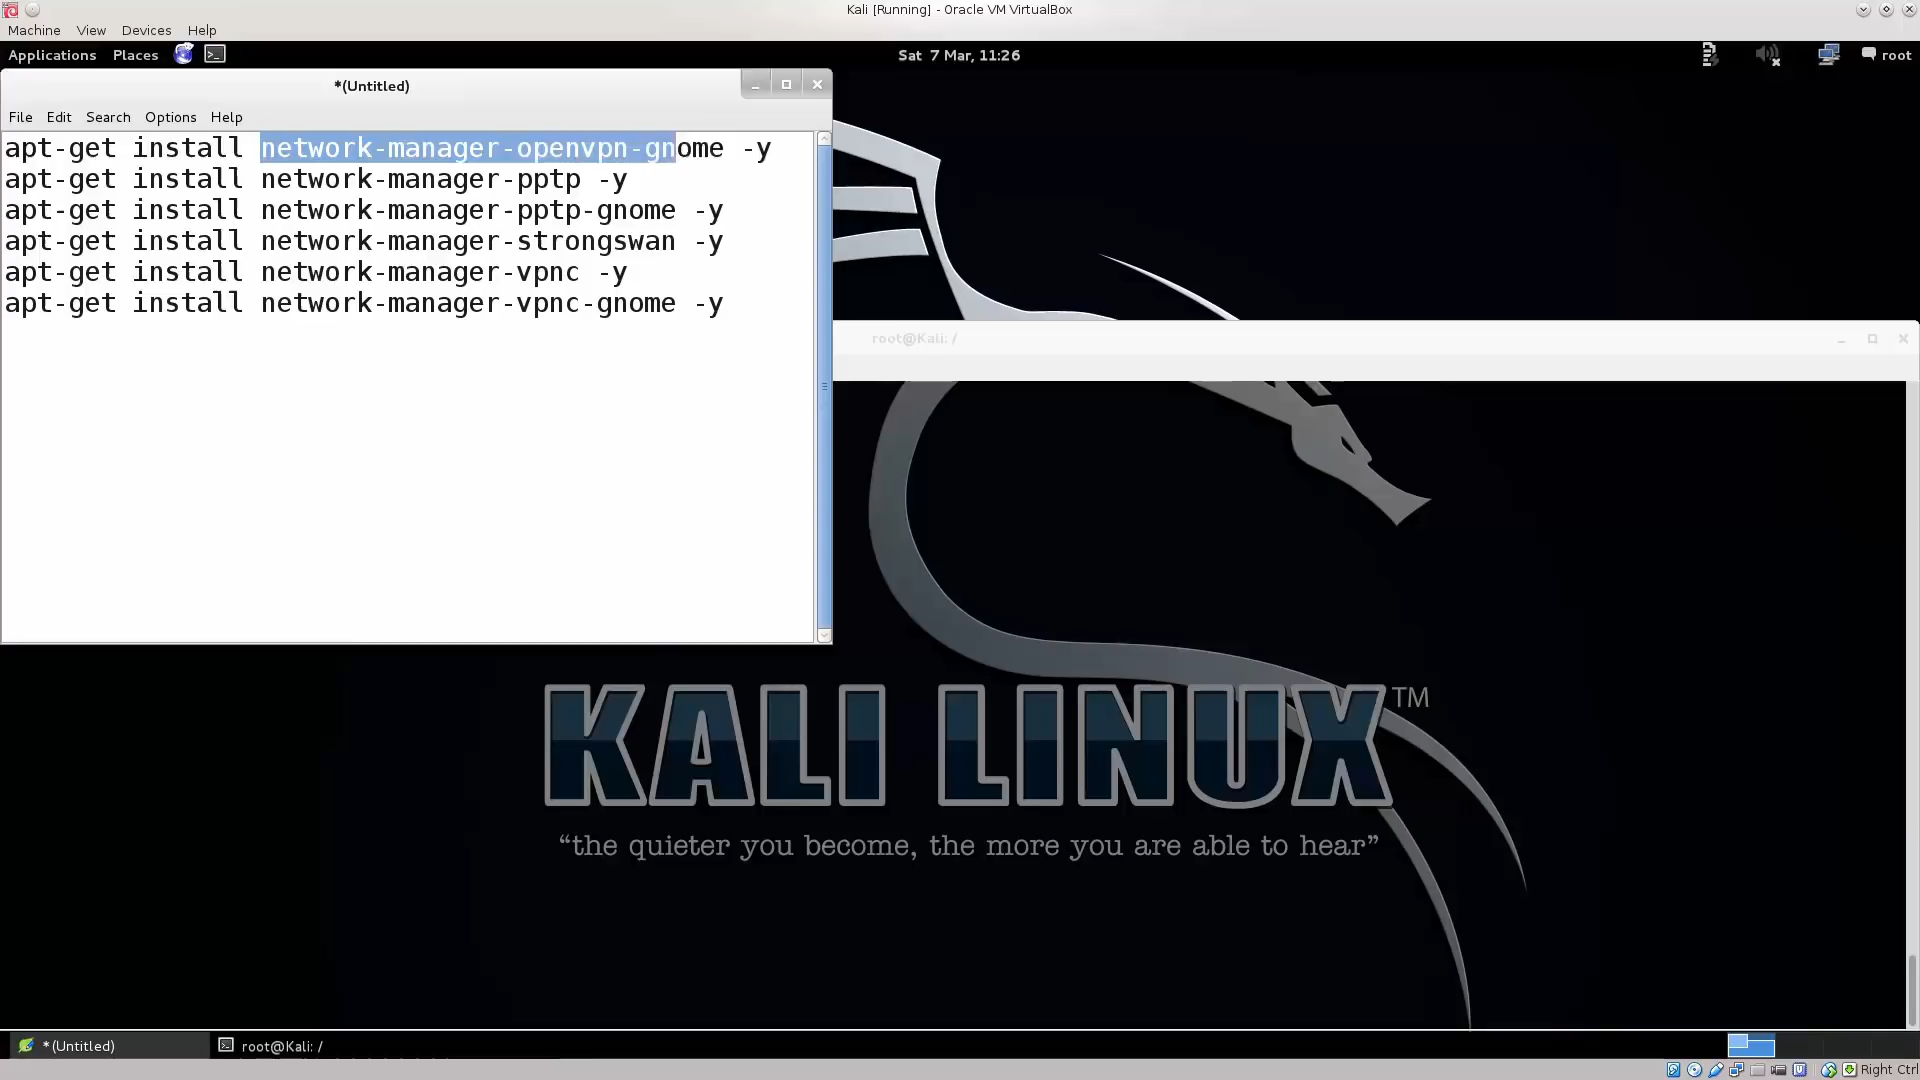 Kali [Running] - Oracle VM VirtualBox
Machine View Devices Help
Applications Places Sat 7 Mar, 11:26 root
*(Untitled)
File Edit Search Options Help
apt-get install network-manager-openvpn-gnome -y
apt-get install network-manager-pptp -y
apt-get install network-manager-pptp-gnome -y
apt-get install network-manager-strongswan -y
apt-get install network-manager-vpnc -y
apt-get install network-manager-vpnc-gnome -y
root@Kali: /
KALI LINUX TM
“the quieter you become, the more you are able to hear”
*(Untitled) root@Kali: /
Right Ctrl